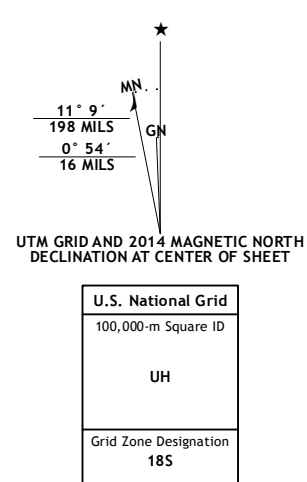 ★
MN
11° 9´
198 MILS
GN
0° 54´
16 MILS
UTM GRID AND 2014 MAGNETIC NORTH
DECLINATION AT CENTER OF SHEET
U.S. National Grid
100,000-m Square ID
UH
Grid Zone Designation
18S